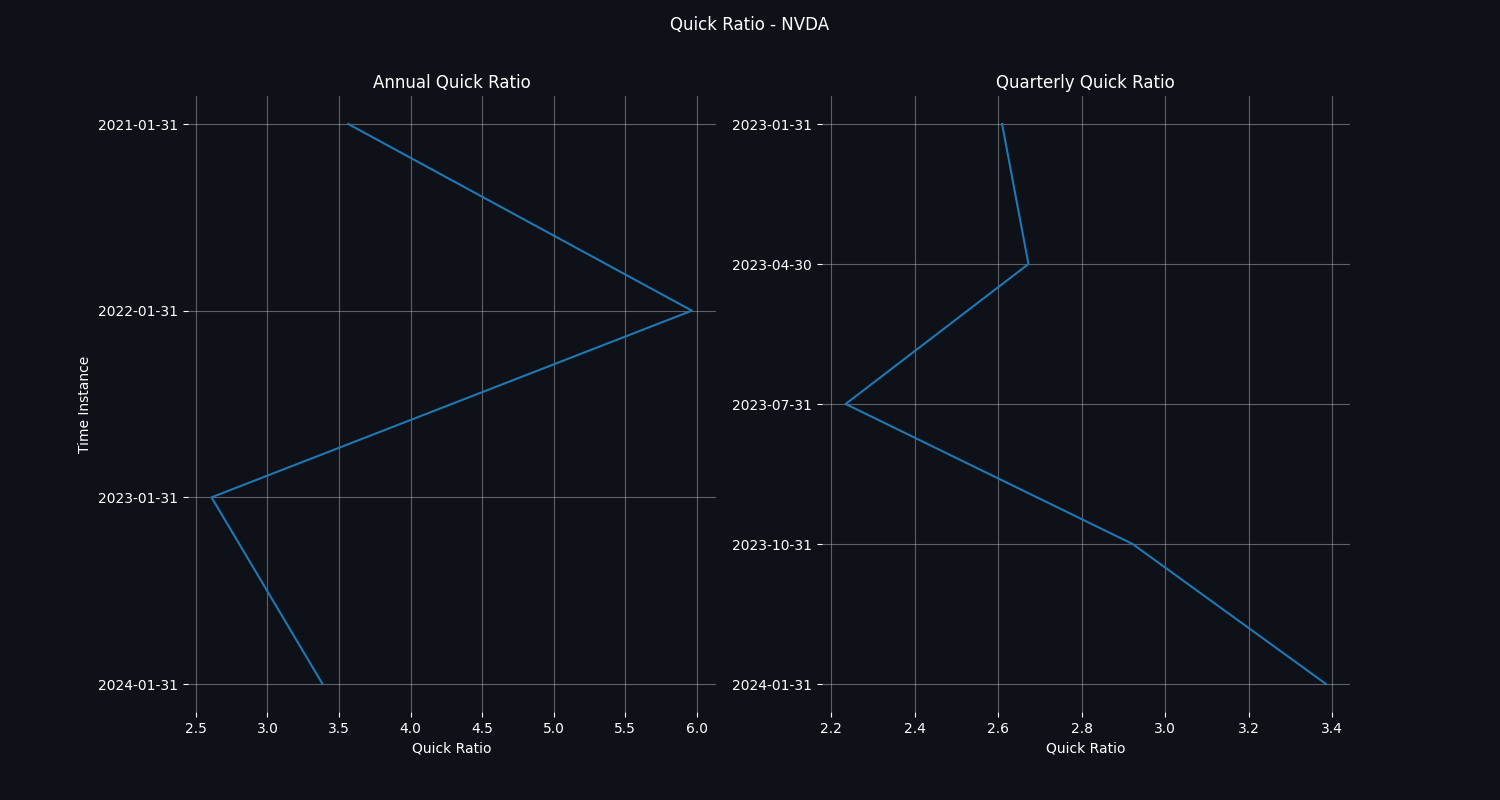 Quick Ratio - NVDA
Annual Quick Ratio
Time Instance
2021-01-31
2022-01-31
2023-01-31
2024-01-31
2.5 3.0 3.5 4.0 4.5 5.0 5.5 6.0
Quick Ratio
Quarterly Quick Ratio
2023-01-31
2023-04-30
2023-07-31
2023-10-31
2024-01-31
2.2 2.4 2.6 2.8 3.0 3.2 3.4
Quick Ratio